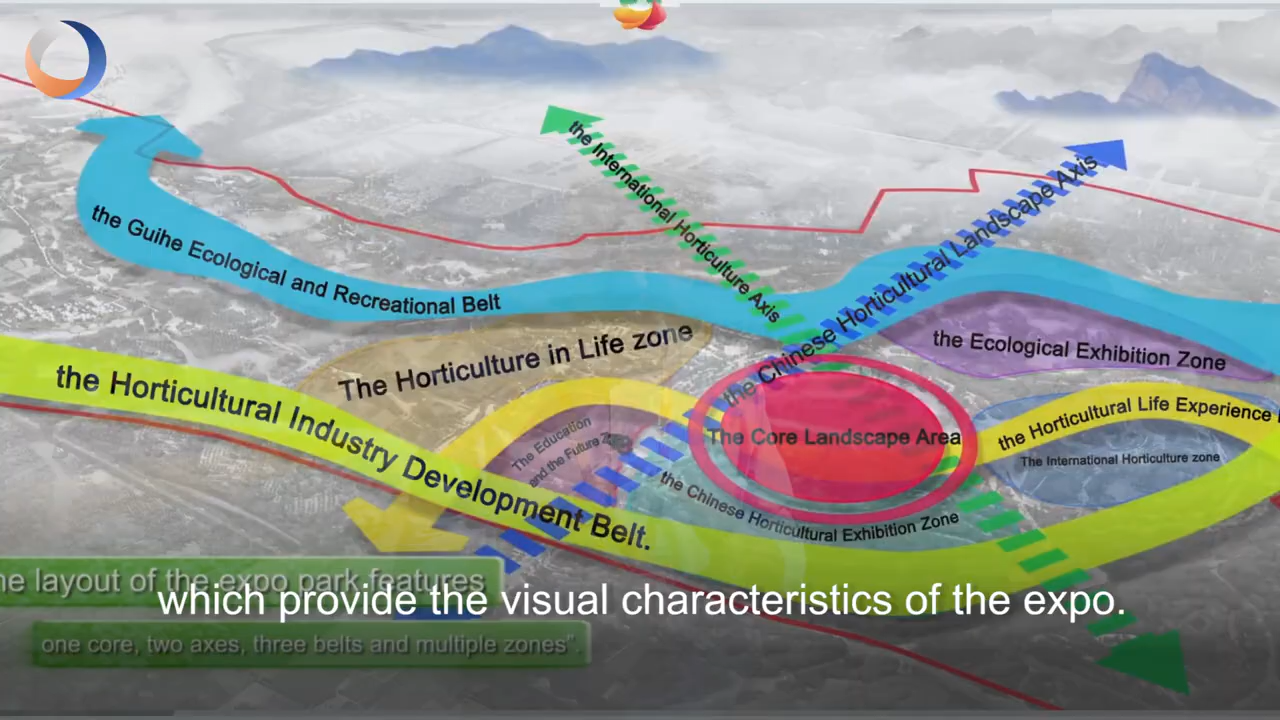 the International Horticulture Axis
the Chinese Horticultural Landscape Axis
the Guihe Ecological and Recreational Belt
The Horticulture in Life zone
the Ecological Exhibition Zone
the Horticultural Industry Development Belt.
The Education
and the Future
The Core Landscape Area
the Horticultural Life Experience
The International Horticulture zone
the Chinese Horticultural Exhibition Zone
layout of the expo park features
which provide the visual characteristics of the expo.
one core, two axes, three belts and multiple zones".